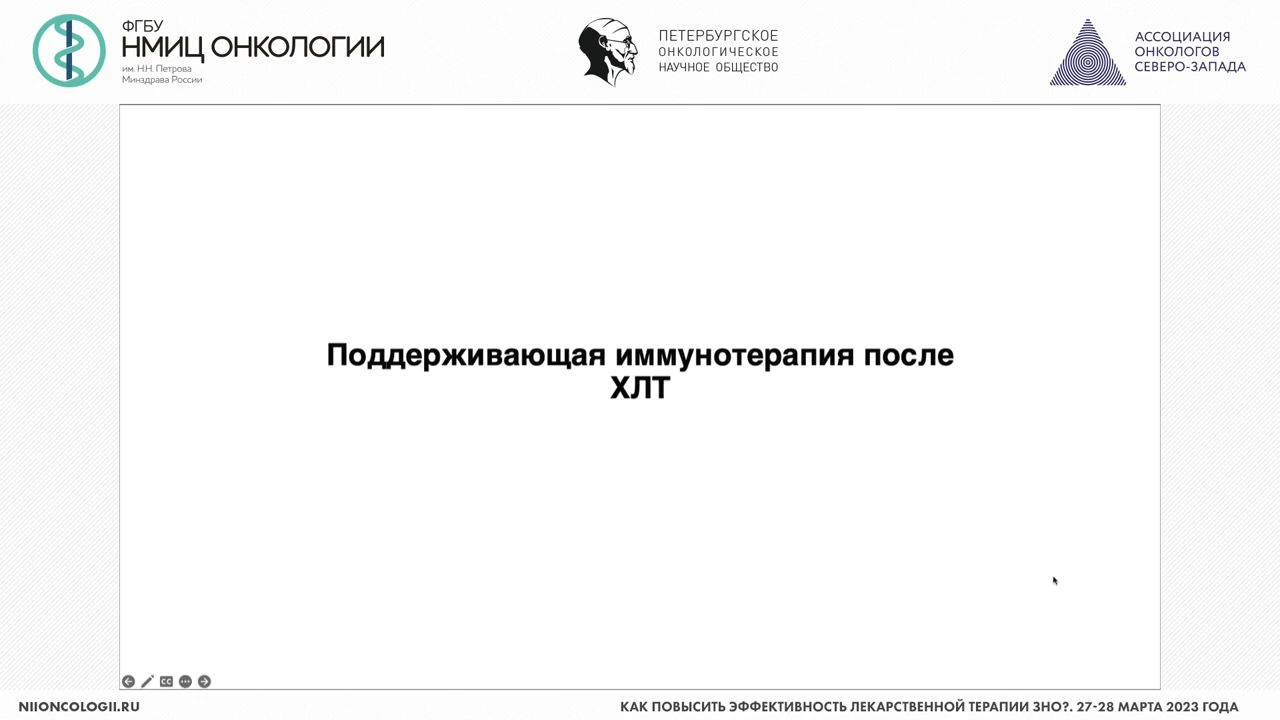 ФГБУ
НМИЦ ОНКОЛОГИИ
им. Н.Н. Петрова
Минздрава России
ПЕТЕРБУРГСКОЕ
ОНКОЛОГИЧЕСКОЕ
НАУЧНОЕ ОБЩЕСТВО
АССОЦИАЦИЯ
ОНКОЛОГОВ
СЕВЕРО-ЗАПАДА
Поддерживающая иммунотерапия после
ХЛТ
CC
NIIONCOLOGII.RU
КАК ПОВЫСИТЬ ЭФФЕКТИВНОСТЬ ЛЕКАРСТВЕННОЙ ТЕРАПИИ ЗНО?. 27-28 МАРТА 2023 ГОДА